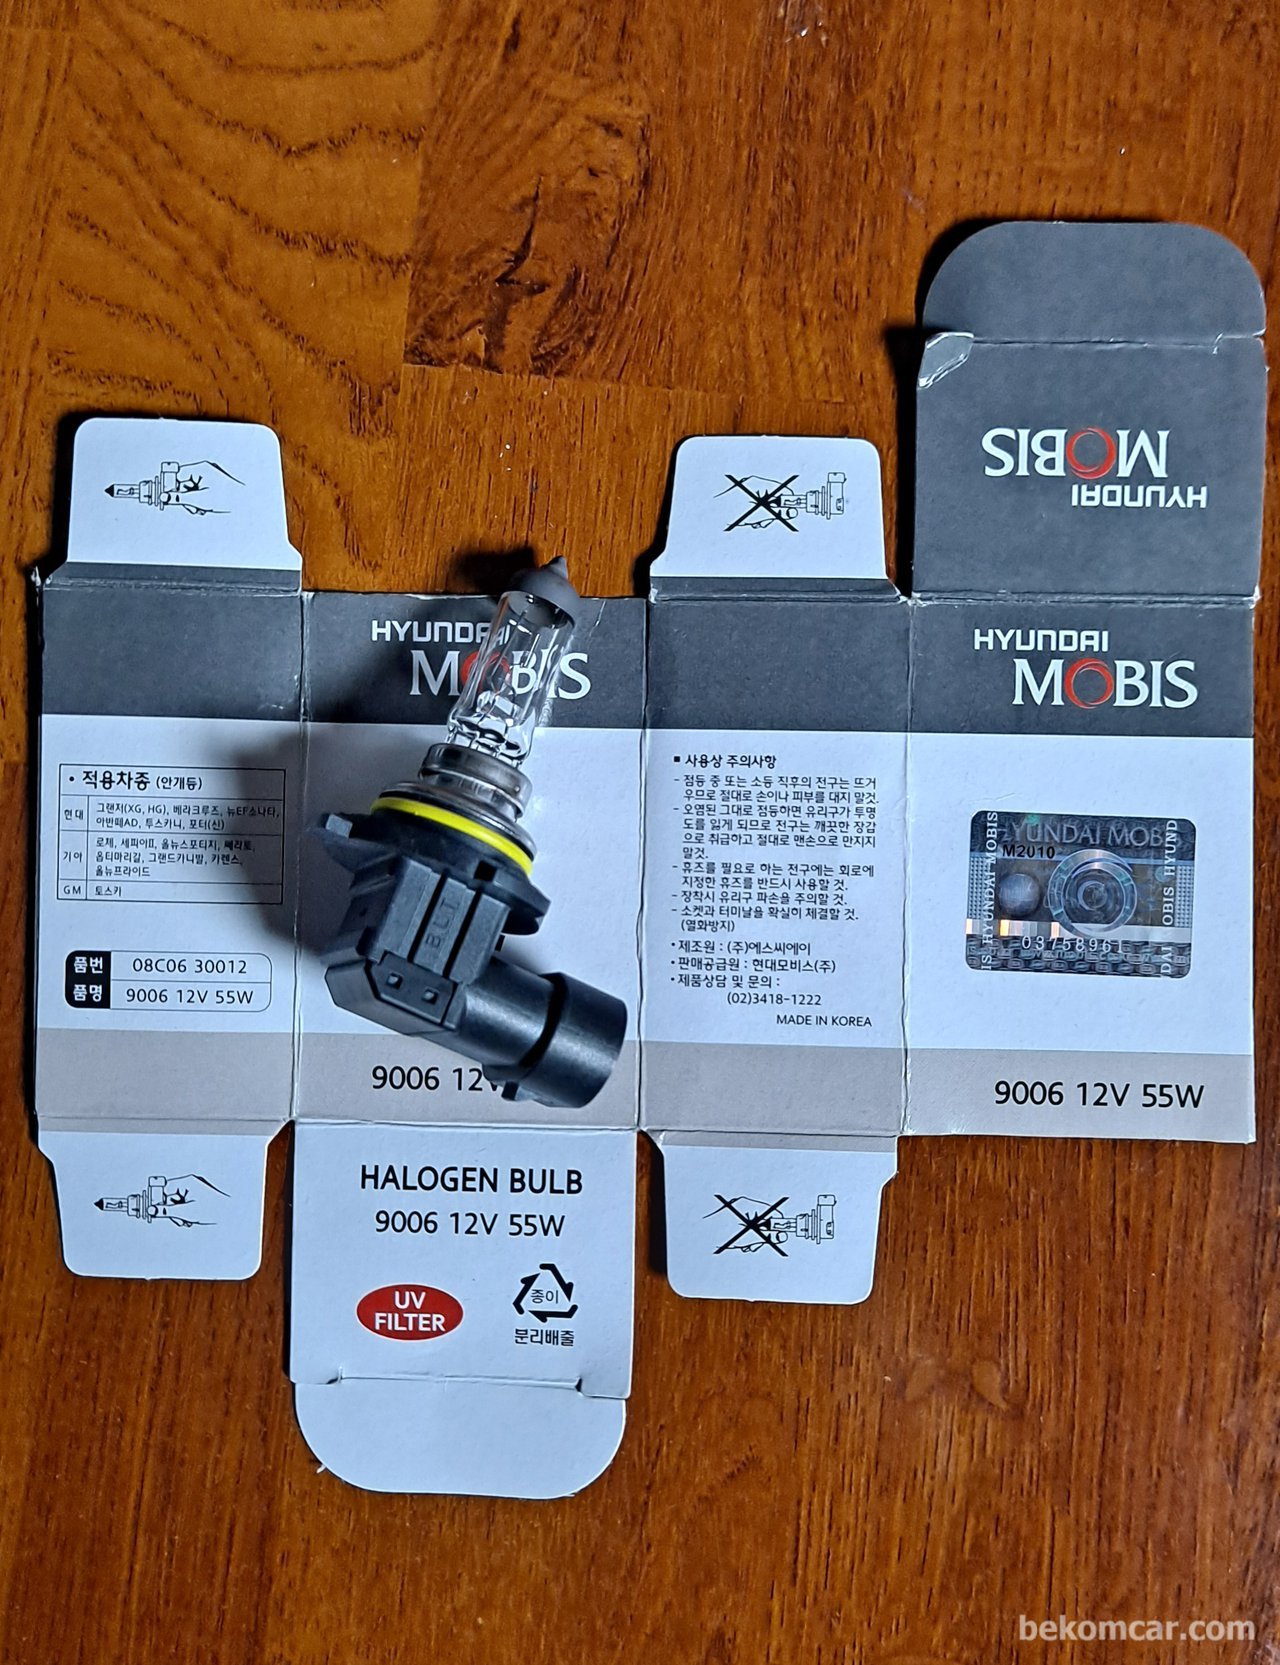 HYUNDAI
MOBIS
• 적용차종 (안개등)
현대 그랜저(XG, HG), 베라크루즈, 뉴EF쏘나타,
아반떼AD, 투스카니, 포터(신)
기아 로체, 세피아II, 올뉴스포티지, 쎄라토,
옵티마리갈, 그랜드카니발, 카렌스,
올뉴프라이드
GM 토스카
품번 08C06 30012
품명 9006 12V 55W
HYUNDAI
MOBIS
BLT
9006 12V
HALOGEN BULB
9006 12V 55W
UV
FILTER
종이
분리배출
■ 사용상 주의사항
- 점등 중 또는 소등 직후의 전구는 뜨거
우므로 절대로 손이나 피부를 대지 말것.
- 오염된 그대로 점등하면 유리구가 투명
도를 잃게 되므로 전구는 깨끗한 장갑
으로 취급하고 절대로 맨손으로 만지지
말것.
- 휴즈를 필요로 하는 전구에는 회로에
지정한 휴즈를 반드시 사용할 것.
- 장착시 유리구 파손을 주의할 것.
- 소켓과 터미날을 확실히 체결할 것.
(열화방지)
• 제조원 : (주)에스씨에이
• 판매공급원 : 현대모비스(주)
• 제품상담 및 문의 :
(02)3418-1222
MADE IN KOREA
HYUNDAI
MOBIS
HYUNDAI MOBIS
M2010
03758961
9006 12V 55W
bekomcar.com